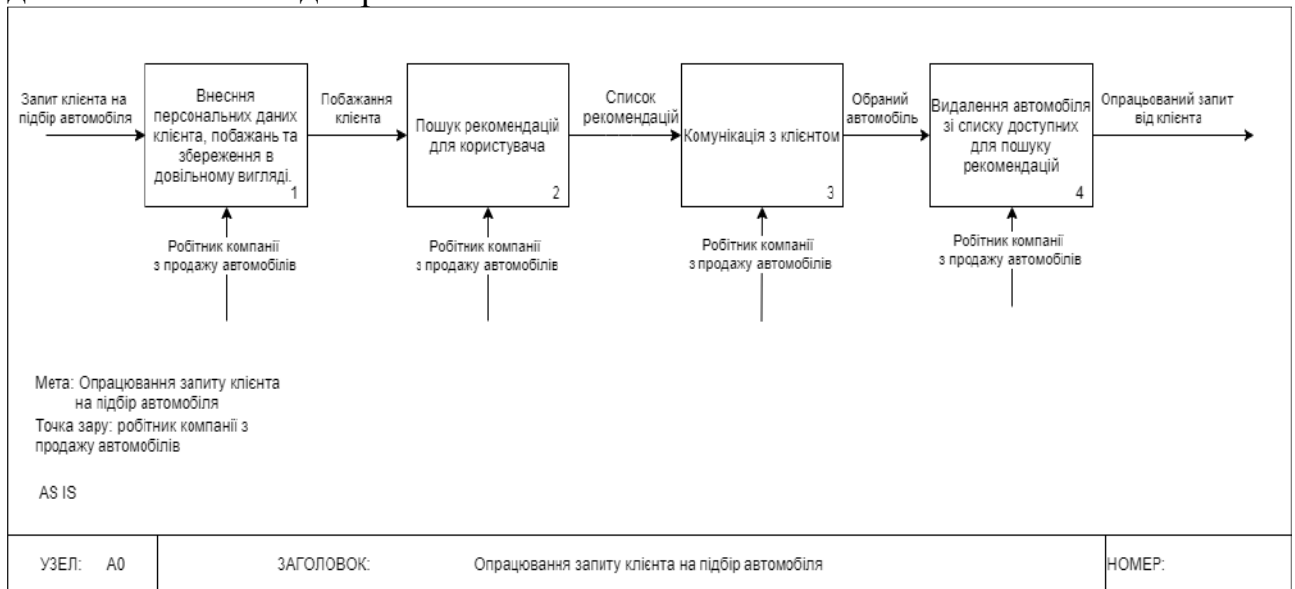 Запит клієнта на
підбір автомобіля
Внесння
персональних даних
клієнта, побажань та
збереження в
довільному вигляді.
1
Побажання
клієнта
Пошук рекомендацій
для користувача
2
Список
рекомендацій
Комунікація з клієнтом
3
Обраний
автомобіль
Видалення автомобіля
зі списку доступних
для пошуку
рекомендацій
4
Опрацьований запит
від клієнта
Робітник компанії
з продажу автомобілів
Робітник компанії
з продажу автомобілів
Робітник компанії
з продажу автомобілів
Робітник компанії
з продажу автомобілів
Мета: Опрацювання запиту клієнта
на підбір автомобіля
Точка зару: робітник компанії з
продажу автомобілів
AS IS
УЗЕЛ: А0
ЗАГОЛОВОК: Опрацювання запиту клієнта на підбір автомобіля
НОМЕР: